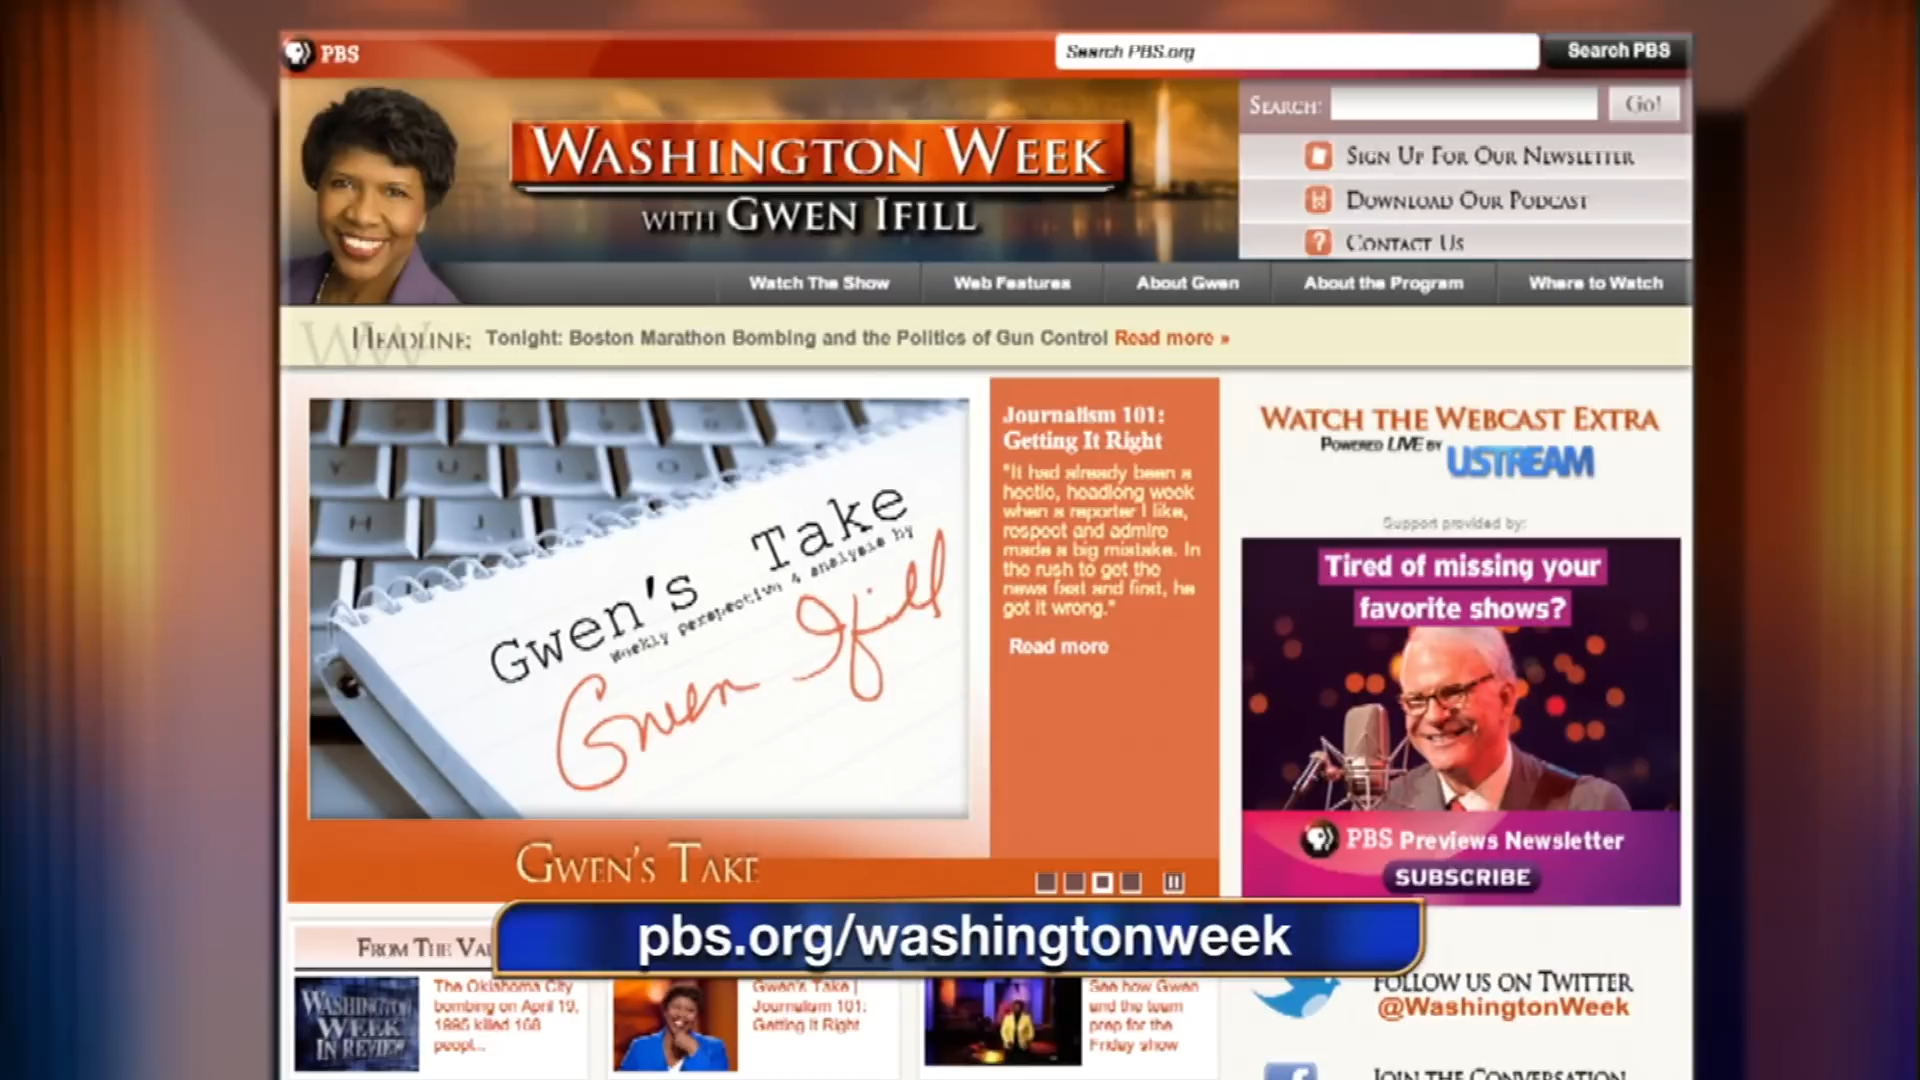 PBS
Search PBS.org
Search PBS
WASHINGTON WEEK
WITH GWEN IFILL
SEARCH:
Go!
SIGN UP FOR OUR NEWSLETTER
DOWNLOAD OUR PODCAST
CONTACT US
Watch The Show
Web Features
About Gwen
About the Program
Where to Watch
WW
HEADLINE: Tonight: Boston Marathon Bombing and the Politics of Gun Control Read more »
Y U I O
H J
Gwen's Take
Weekly perspective & analysis by
Gwen Ifill
GWEN'S TAKE
Journalism 101:
Getting It Right
"It had already been a
hectic, headlong week
when a reporter I like,
respect and admire
made a big mistake. In
the rush to get the
news fast and first, he
got it wrong."
Read more
WATCH THE WEBCAST EXTRA
POWERED LIVE BY USTREAM
Support provided by:
Tired of missing your
favorite shows?
PBS Previews Newsletter
SUBSCRIBE
pbs.org/washingtonweek
FROM THE
WASHINGTON
WEEK
IN REVIEW
The Oklahoma City
bombing on April 19,
1995 killed 168
peopl...
Gwen's Take |
Journalism 101:
Getting It Right
See how Gwen
and the team
prep for the
Friday show
FOLLOW US ON TWITTER
@WashingtonWeek
JOIN THE CONVERSATION